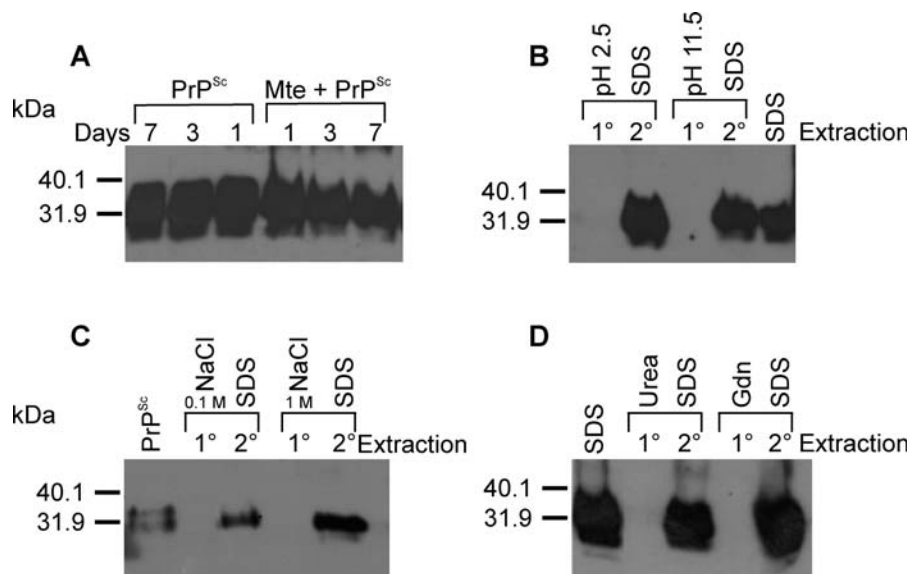 A
PrP^Sc Mte + PrP^Sc
kDa
Days 7 3 1 1 3 7
40.1
31.9
B
pH 2.5 SDS pH 11.5 SDS SDS
1° 2° 1° 2° Extraction
40.1
31.9
C
kDa
PrP^Sc NaCl 0.1 M SDS NaCl 1 M SDS
1° 2° 1° 2° Extraction
40.1
31.9
D
SDS Urea SDS Gdn SDS
1° 2° 1° 2° Extraction
40.1
31.9